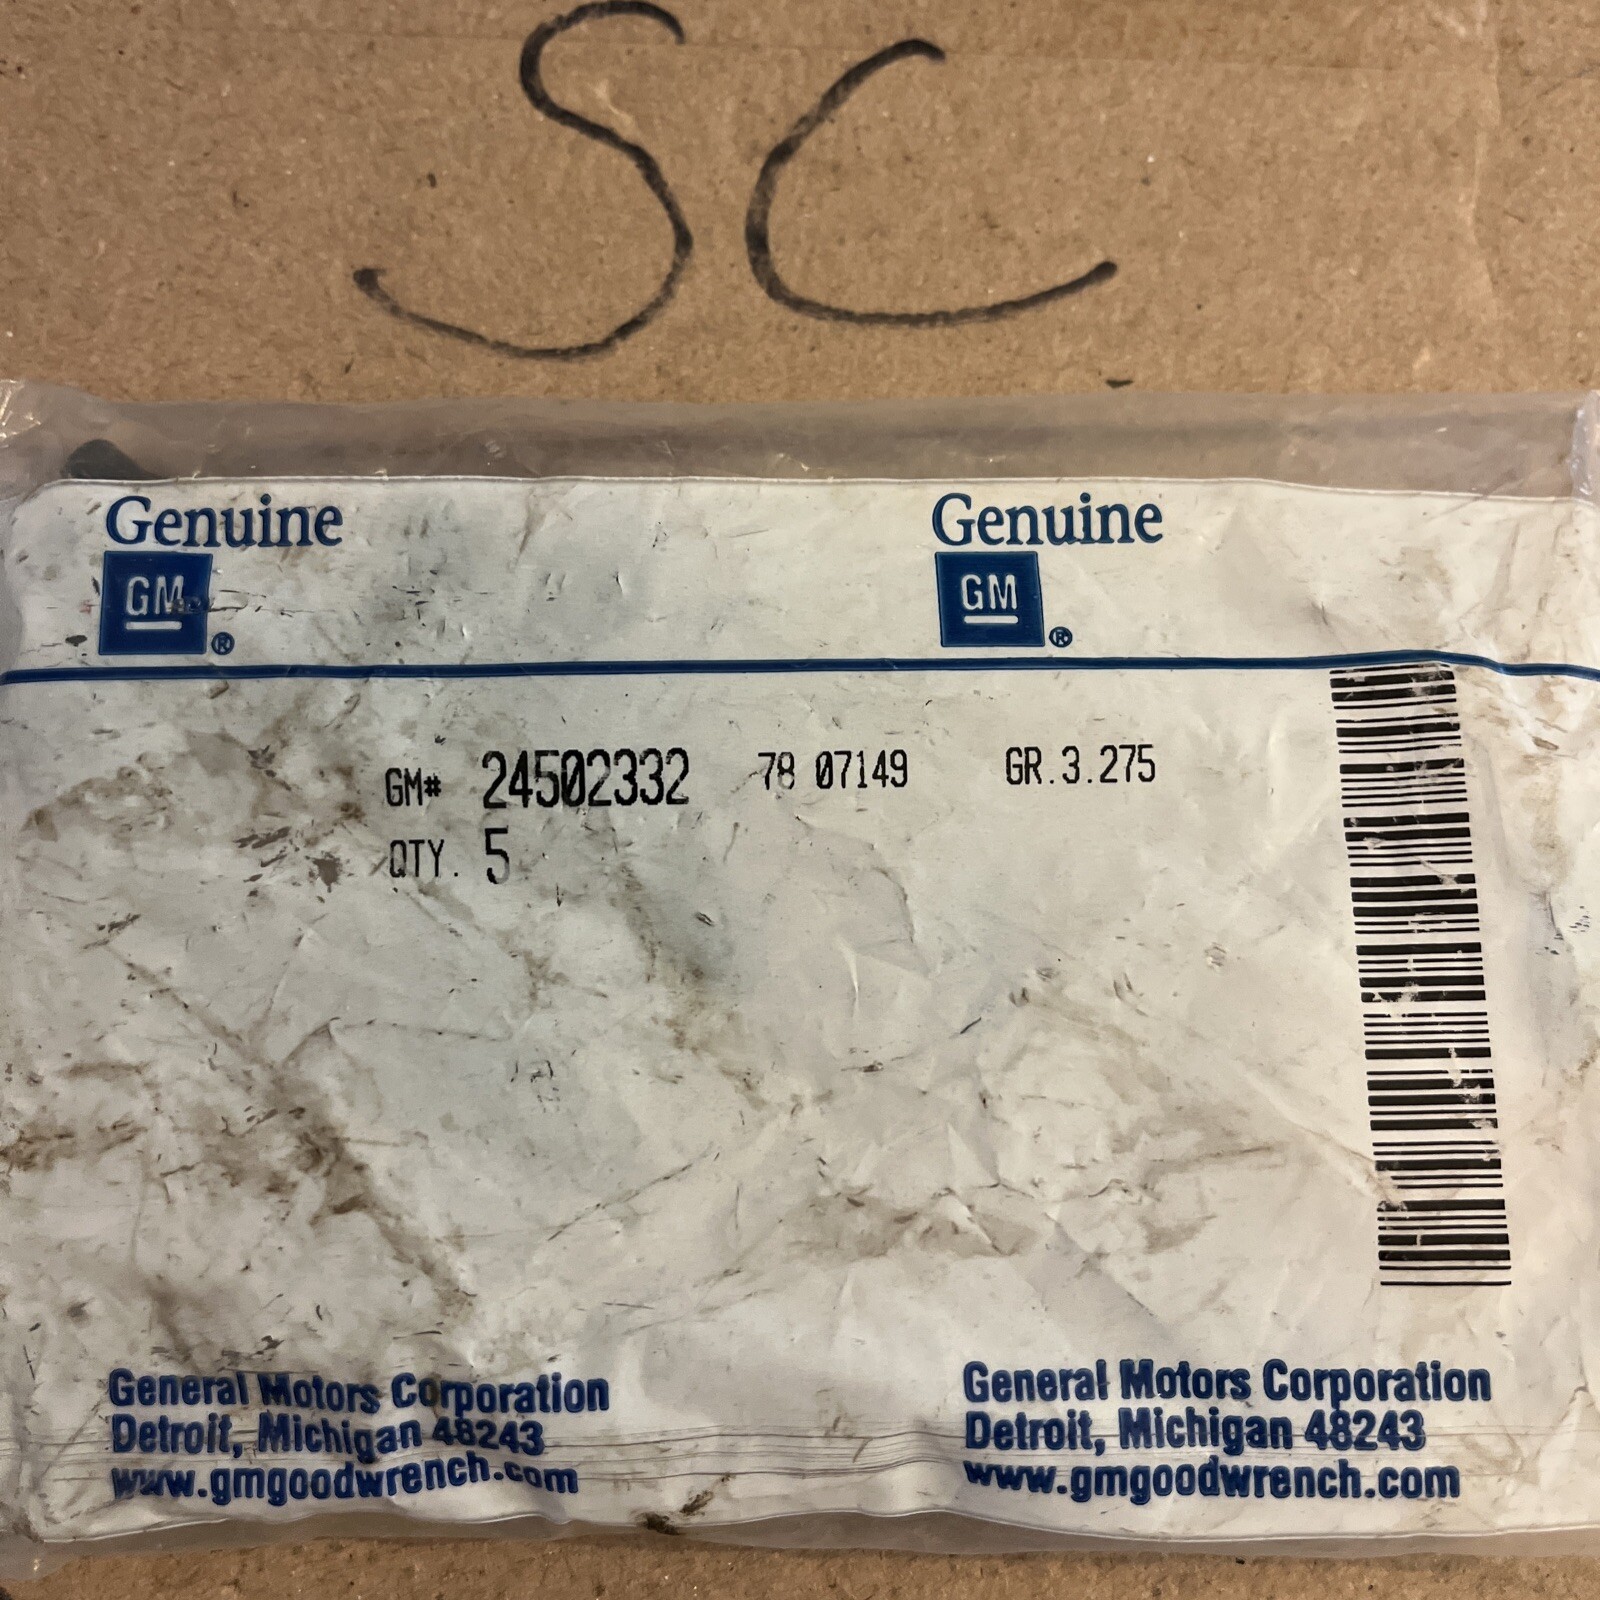 SC
Genuine Genuine
GM® GM®
GM# 24502332 78 07149 GR.3.275
QTY. 5
General Motors Corporation General Motors Corporation
Detroit, Michigan 48243 Detroit, Michigan 48243
www.gmgoodwrench.com www.gmgoodwrench.com